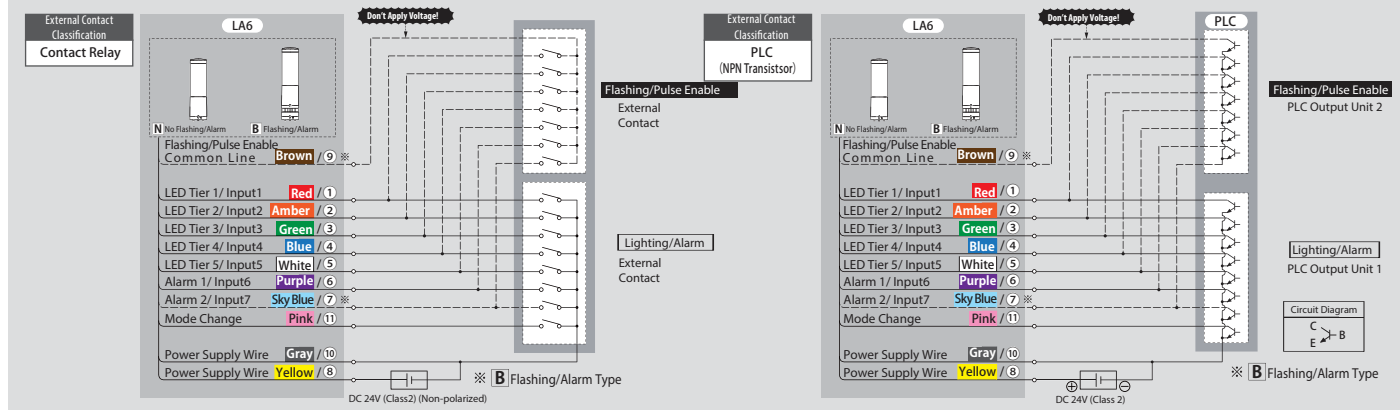 External Contact
Classification
Contact Relay
LA6
Don't Apply Voltage!
N No Flashing/Alarm
B Flashing/Alarm
Flashing/Pulse Enable
Common Line Brown / ⑨ ※
LED Tier 1/ Input1 Red / ①
LED Tier 2/ Input2 Amber / ②
LED Tier 3/ Input3 Green / ③
LED Tier 4/ Input4 Blue / ④
LED Tier 5/ Input5 White / ⑤
Alarm 1/ Input6 Purple / ⑥
Alarm 2/ Input7 Sky Blue / ⑦ ※
Mode Change Pink / ⑪
Power Supply Wire Gray / ⑩
Power Supply Wire Yellow / ⑧
DC 24V (Class2) (Non-polarized)
※ B Flashing/Alarm Type
Flashing/Pulse Enable
External
Contact
Lighting/Alarm
External
Contact
External Contact
Classification
PLC
(NPN Transistsor)
LA6
Don't Apply Voltage!
PLC
N No Flashing/Alarm
B Flashing/Alarm
Flashing/Pulse Enable
Common Line Brown / ⑨ ※
LED Tier 1/ Input1 Red / ①
LED Tier 2/ Input2 Amber / ②
LED Tier 3/ Input3 Green / ③
LED Tier 4/ Input4 Blue / ④
LED Tier 5/ Input5 White / ⑤
Alarm 1/ Input6 Purple / ⑥
Alarm 2/ Input7 Sky Blue / ⑦ ※
Mode Change Pink / ⑪
Power Supply Wire Gray / ⑩
Power Supply Wire Yellow / ⑧
⊕ ⊖
DC 24V (Class 2)
※ B Flashing/Alarm Type
Flashing/Pulse Enable
PLC Output Unit 2
Lighting/Alarm
PLC Output Unit 1
Circuit Diagram
C
B
E